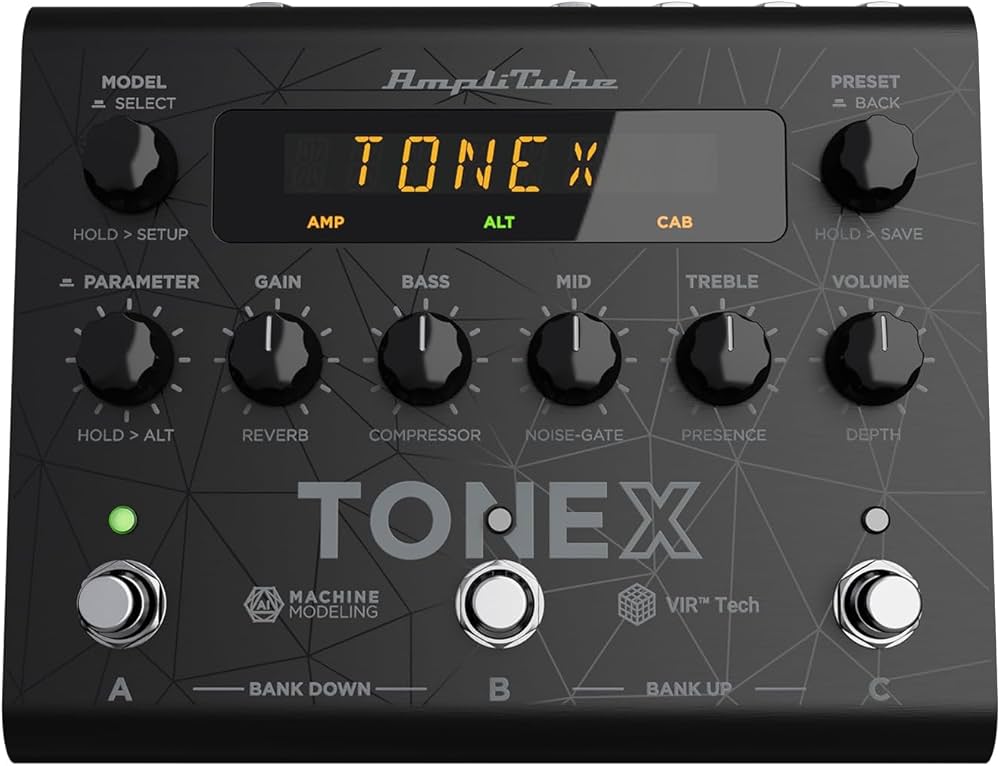 AmpliTube
MODEL
SELECT
HOLD > SETUP
TONEX
AMP ALT CAB
PRESET
BACK
HOLD > SAVE
PARAMETER GAIN BASS MID TREBLE VOLUME
HOLD > ALT REVERB COMPRESSOR NOISE-GATE PRESENCE DEPTH
TONEX
AI MACHINE
MODELING
VIR™ Tech
A BANK DOWN B BANK UP C